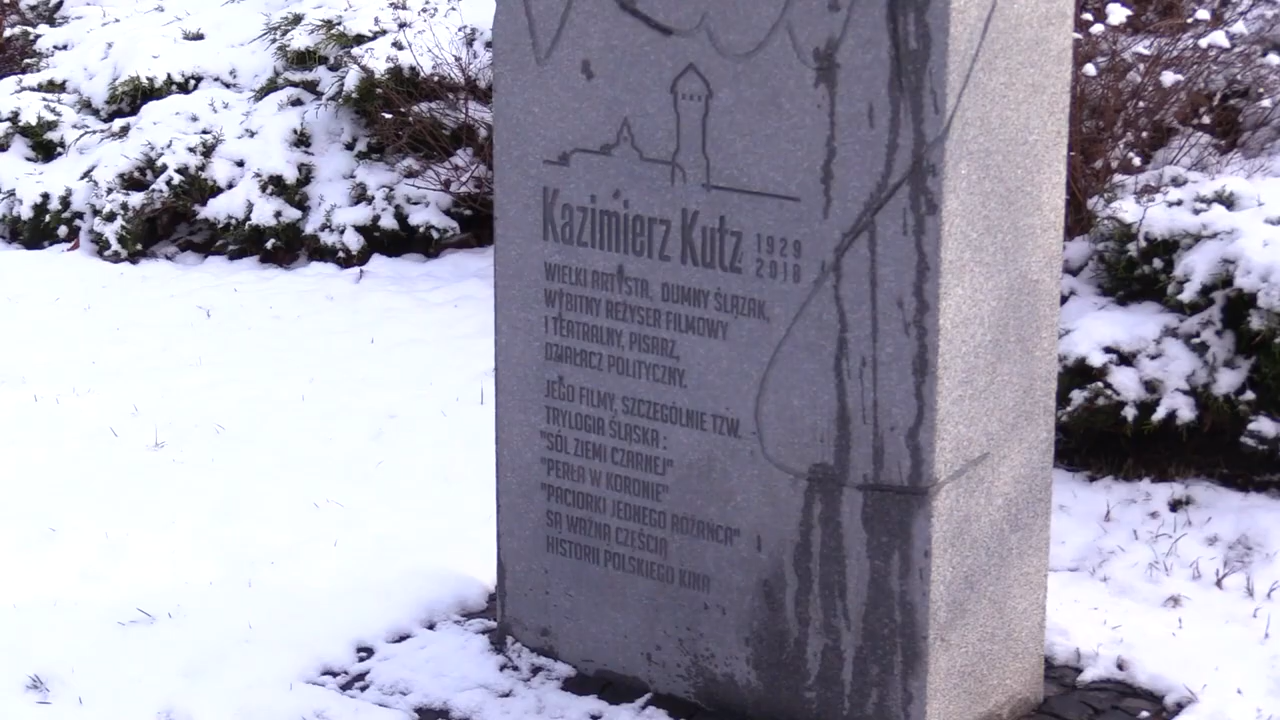 Kazimierz Kutz 1929
2018
WIELKI ARTYSTA, DUMNY ŚLĄZAK,
WYBITNY REŻYSER FILMOWY
I TEATRALNY, PISARZ,
DZIAŁACZ POLITYCZNY.
JEGO FILMY, SZCZEGÓLNIE TZW.
TRYLOGIA ŚLĄSKA :
"SÓL ZIEMI CZARNEJ"
"PERŁA W KORONIE"
"PACIORKI JEDNEGO RÓŻAŃCA"
SĄ WAŻNĄ CZĘŚCIĄ
HISTORII POLSKIEGO KINA